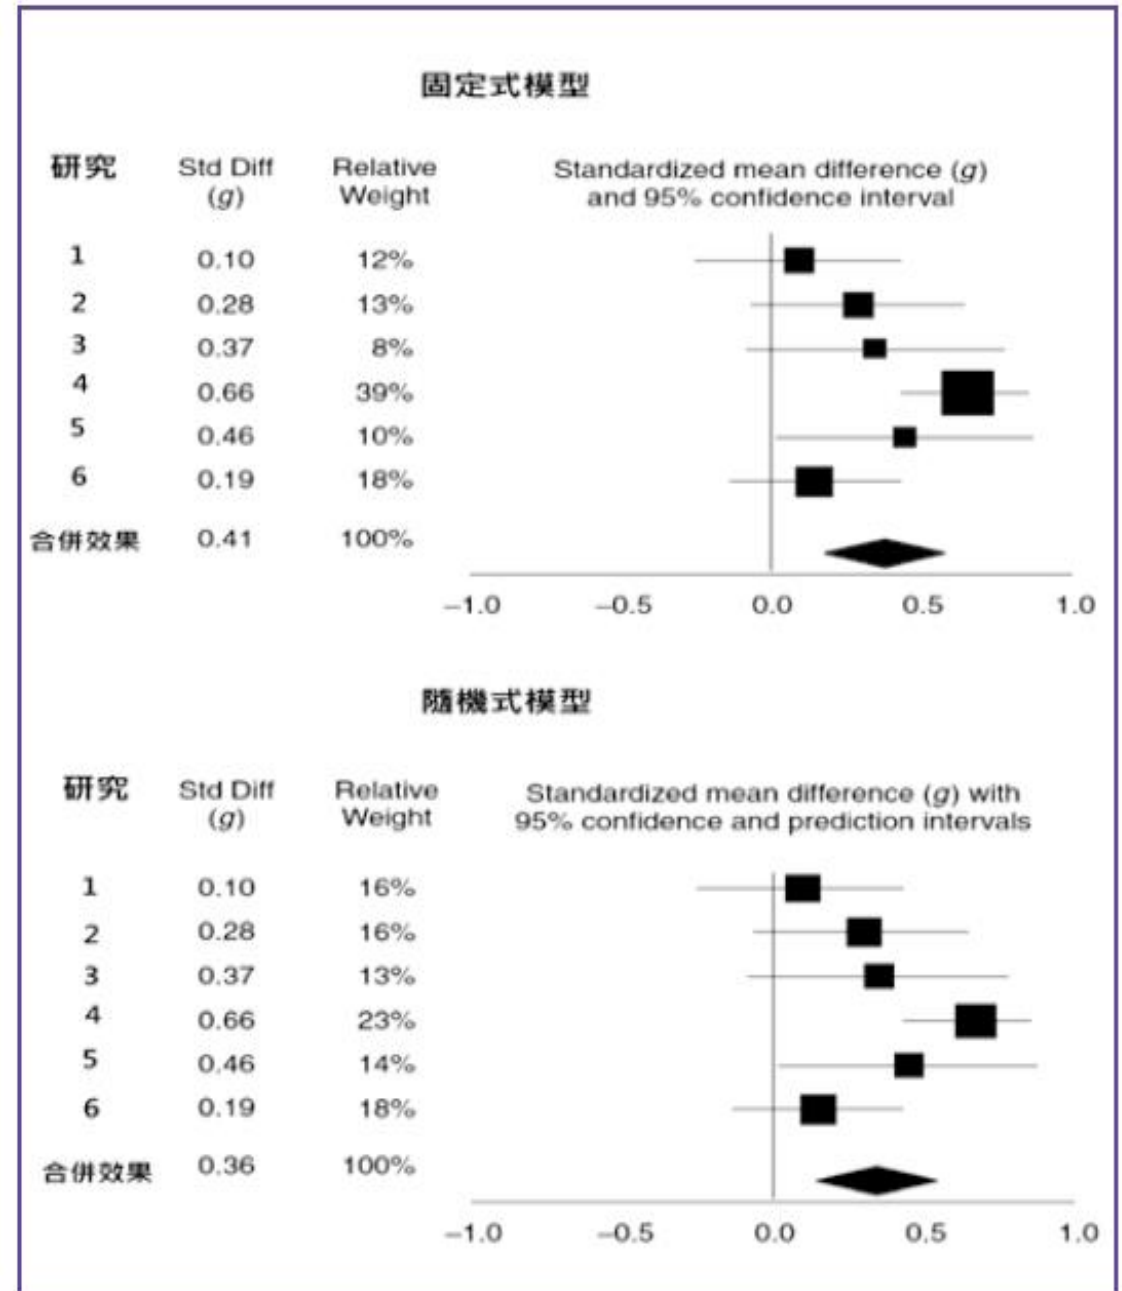 固定式模型
研究 Std Diff (g) Relative Weight Standardized mean difference (g) and 95% confidence interval
1 0.10 12%
2 0.28 13%
3 0.37 8%
4 0.66 39%
5 0.46 10%
6 0.19 18%
合併效果 0.41 100%
–1.0 –0.5 0.0 0.5 1.0
隨機式模型
研究 Std Diff (g) Relative Weight Standardized mean difference (g) with 95% confidence and prediction intervals
1 0.10 16%
2 0.28 16%
3 0.37 13%
4 0.66 23%
5 0.46 14%
6 0.19 18%
合併效果 0.36 100%
–1.0 –0.5 0.0 0.5 1.0